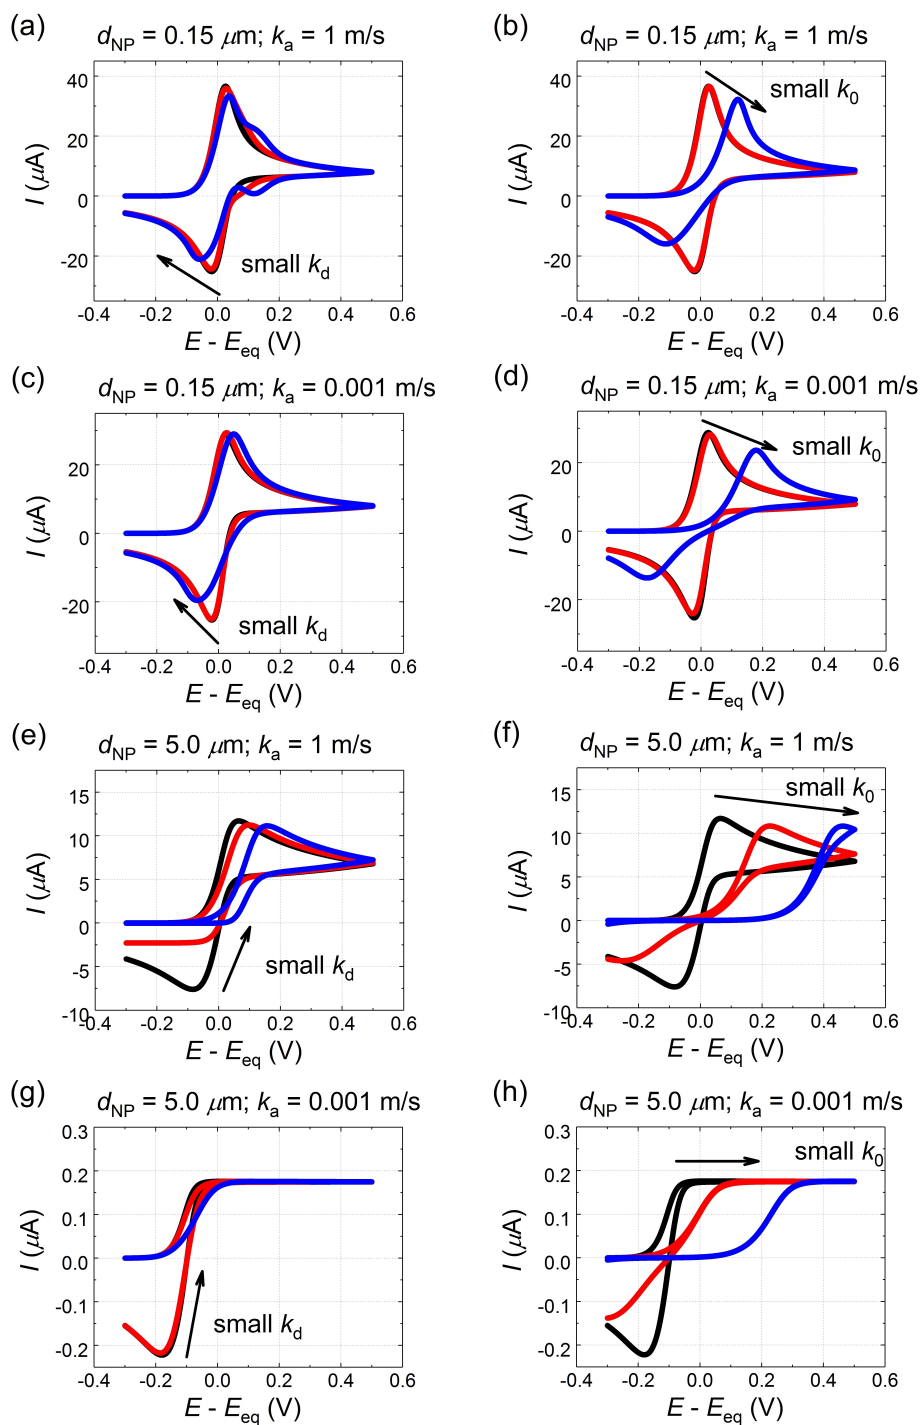 (a)
d_NP = 0.15 μm; k_a = 1 m/s
40
20
0
-20
I (μA)
small k_d
-0.4 -0.2 0.0 0.2 0.4 0.6
E - E_eq (V)
(b)
d_NP = 0.15 μm; k_a = 1 m/s
40
20
0
-20
I (μA)
small k_0
-0.4 -0.2 0.0 0.2 0.4 0.6
E - E_eq (V)
(c)
d_NP = 0.15 μm; k_a = 0.001 m/s
20
0
-20
I (μA)
small k_d
-0.4 -0.2 0.0 0.2 0.4 0.6
E - E_eq (V)
(d)
d_NP = 0.15 μm; k_a = 0.001 m/s
20
0
-20
I (μA)
small k_0
-0.4 -0.2 0.0 0.2 0.4 0.6
E - E_eq (V)
(e)
d_NP = 5.0 μm; k_a = 1 m/s
15
10
5
0
-5
-10
I (μA)
small k_d
-0.4 -0.2 0.0 0.2 0.4 0.6
E - E_eq (V)
(f)
d_NP = 5.0 μm; k_a = 1 m/s
15
10
5
0
-5
-10
I (μA)
small k_0
-0.4 -0.2 0.0 0.2 0.4 0.6
E - E_eq (V)
(g)
d_NP = 5.0 μm; k_a = 0.001 m/s
0.3
0.2
0.1
0.0
-0.1
-0.2
I (μA)
small k_d
-0.4 -0.2 0.0 0.2 0.4 0.6
E - E_eq (V)
(h)
d_NP = 5.0 μm; k_a = 0.001 m/s
0.3
0.2
0.1
0.0
-0.1
-0.2
I (μA)
small k_0
-0.4 -0.2 0.0 0.2 0.4 0.6
E - E_eq (V)